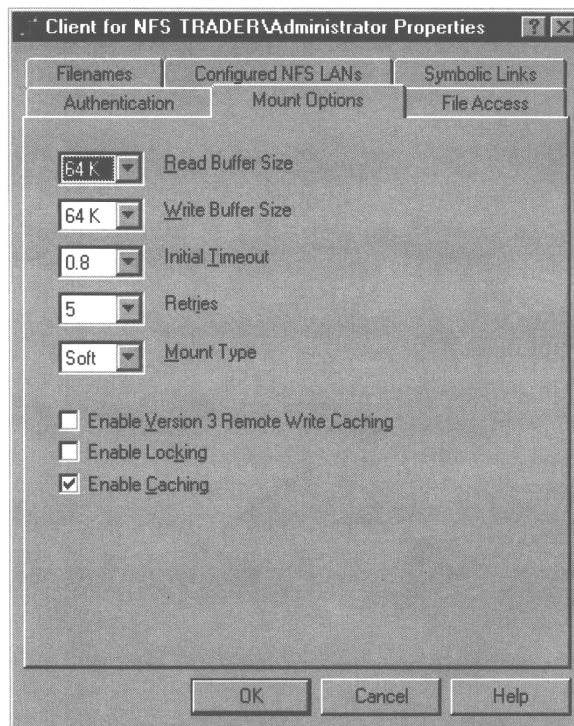 Client for NFS TRADER\Administrator Properties
Filenames Configured NFS LANs Symbolic Links
Authentication Mount Options File Access
64 K Read Buffer Size
64 K Write Buffer Size
0.8 Initial Timeout
5 Retries
Soft Mount Type
Enable Version 3 Remote Write Caching
Enable Locking
Enable Caching
OK Cancel Help